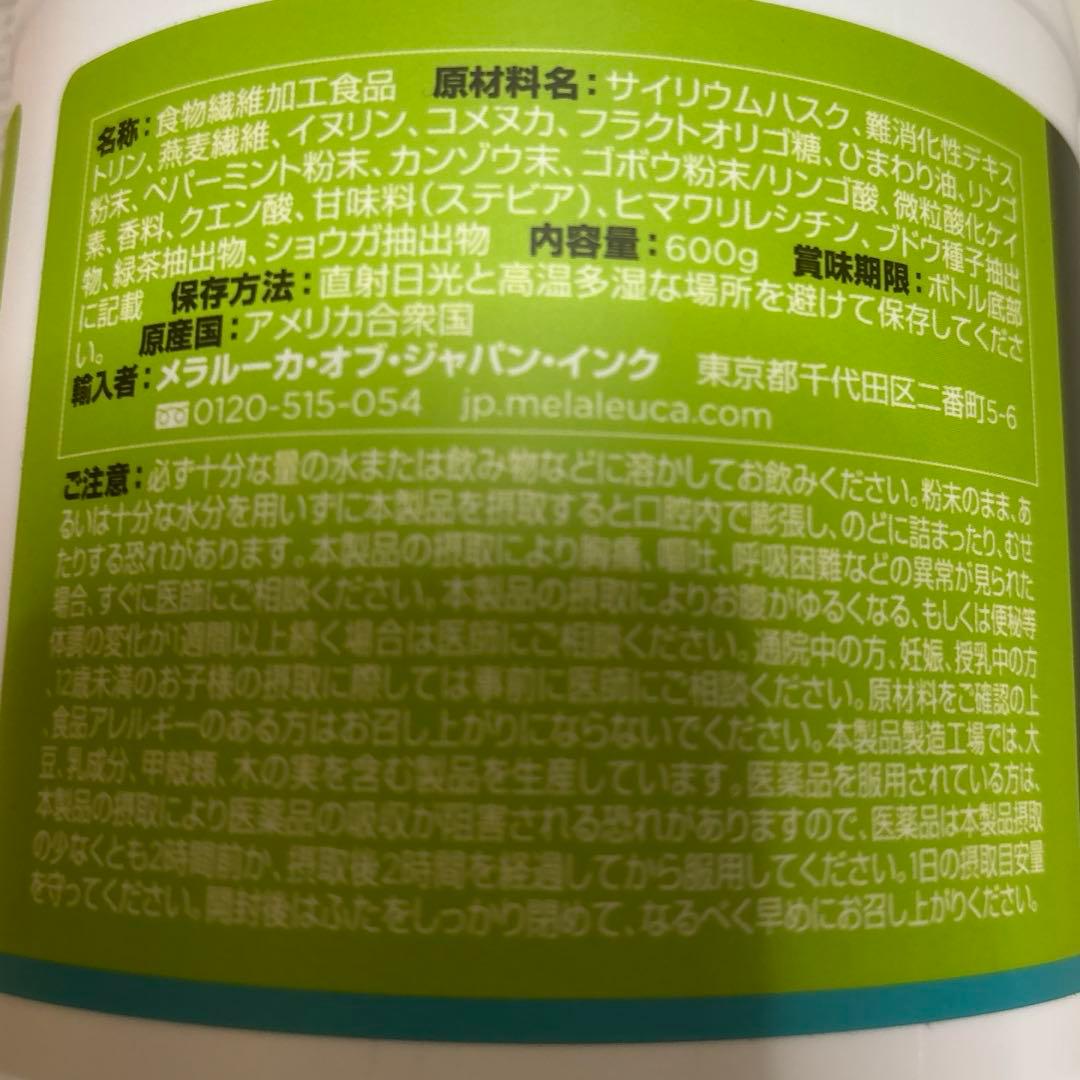 名称：食物繊維加工食品　原材料名：サイリウムハスク、難消化性デキス
トリン、燕麦繊維、イヌリン、コメヌカ、フラクトオリゴ糖、ひまわり油、リンゴ
粉末、ペパーミント粉末、カンゾウ末、ゴボウ粉末/リンゴ酸、微粒酸化ケイ
素、香料、クエン酸、甘味料（ステビア）、ヒマワリレシチン、ブドウ種子抽出
物、緑茶抽出物、ショウガ抽出物　内容量：600g　賞味期限：ボトル底部
に記載　保存方法：直射日光と高温多湿な場所を避けて保存してくださ
い。　原産国：アメリカ合衆国
輸入者：メラルーカ・オブ・ジャパン・インク　東京都千代田区二番町5-6
0120-515-054　jp.melaleuca.com
ご注意：必ず十分な量の水または飲み物などに溶かしてお飲みください。粉末のまま、あ
るいは十分な水分を用いずに本製品を摂取すると口腔内で膨張し、のどに詰まったり、むせ
たりする恐れがあります。本製品の摂取により胸痛、嘔吐、呼吸困難などの異常が見られた
場合、すぐに医師にご相談ください。本製品の摂取によりお腹がゆるくなる、もしくは便秘等
体調の変化が1週間以上続く場合は医師にご相談ください。通院中の方、妊娠、授乳中の方
、12歳未満のお子様の摂取に際しては事前に医師にご相談ください。原材料をご確認の上
、食品アレルギーのある方はお召し上がりにならないでください。本製品製造工場では、大
豆、乳成分、甲殻類、木の実を含む製品を生産しています。医薬品を服用されている方は、
本製品の摂取により医薬品の吸収が阻害される恐れがありますので、医薬品は本製品摂取
の少なくとも2時間前か、摂取後2時間を経過してから服用してください。1日の摂取目安量
を守ってください。開封後はふたをしっかり閉めて、なるべく早めにお召し上がりください。